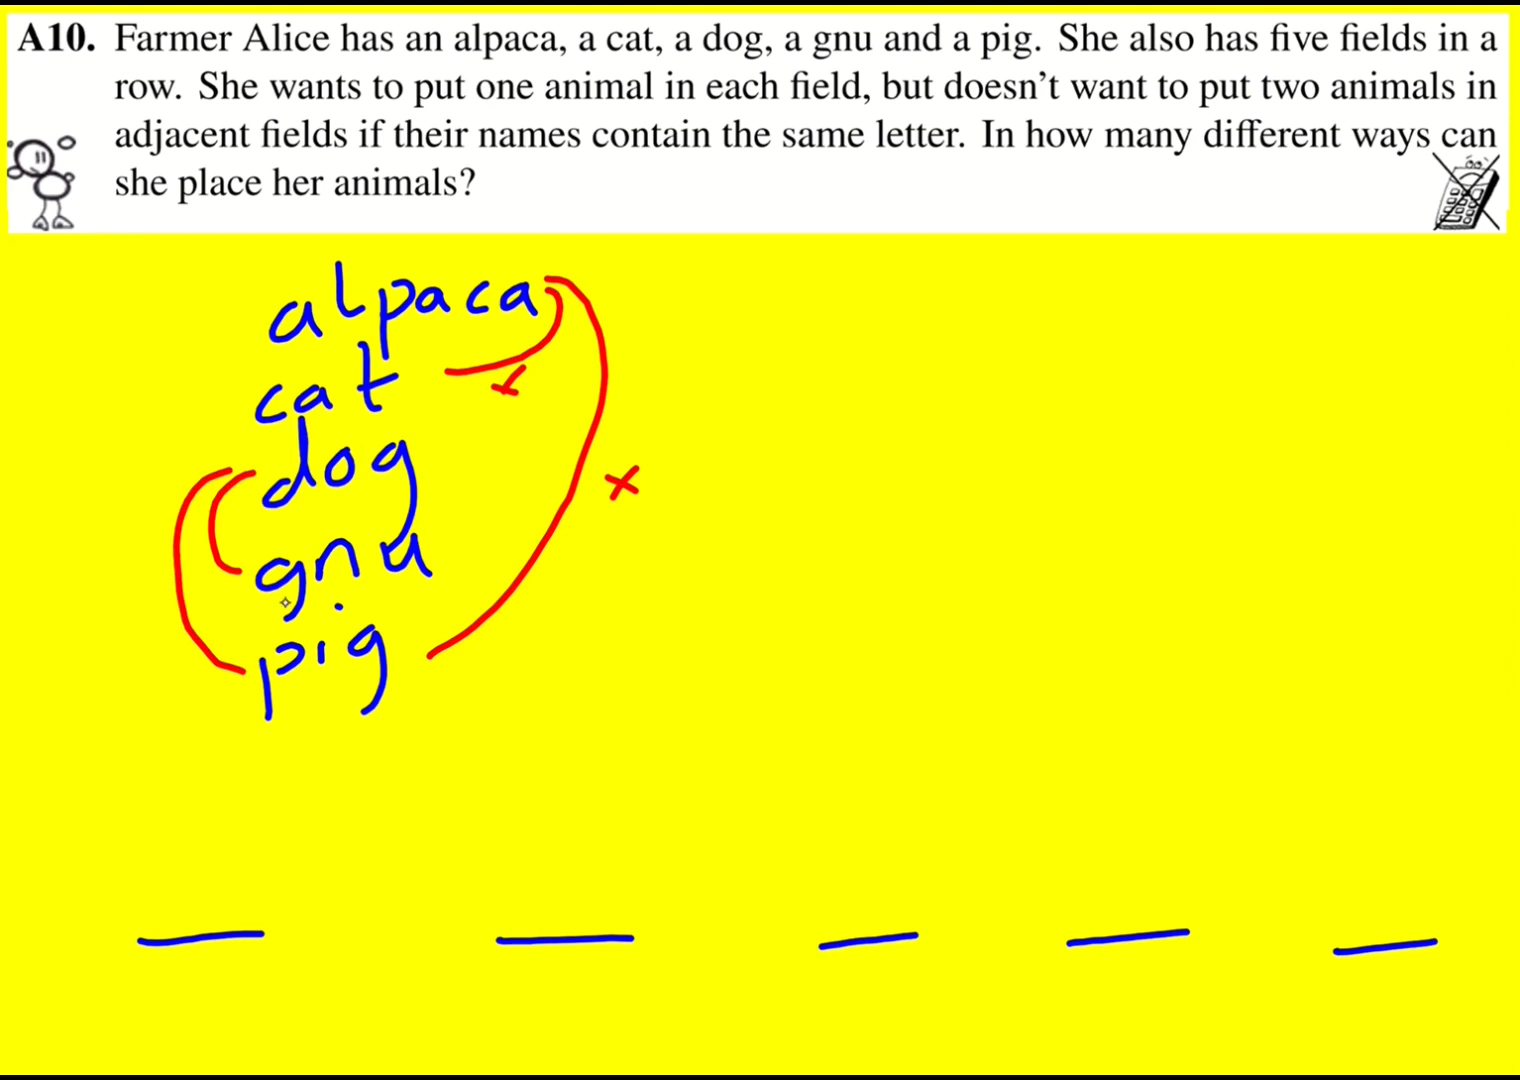 A10. Farmer Alice has an alpaca, a cat, a dog, a gnu and a pig. She also has five fields in a
row. She wants to put one animal in each field, but doesn’t want to put two animals in
adjacent fields if their names contain the same letter. In how many different ways can
she place her animals?
alpaca
cat
dog
gnu
pig